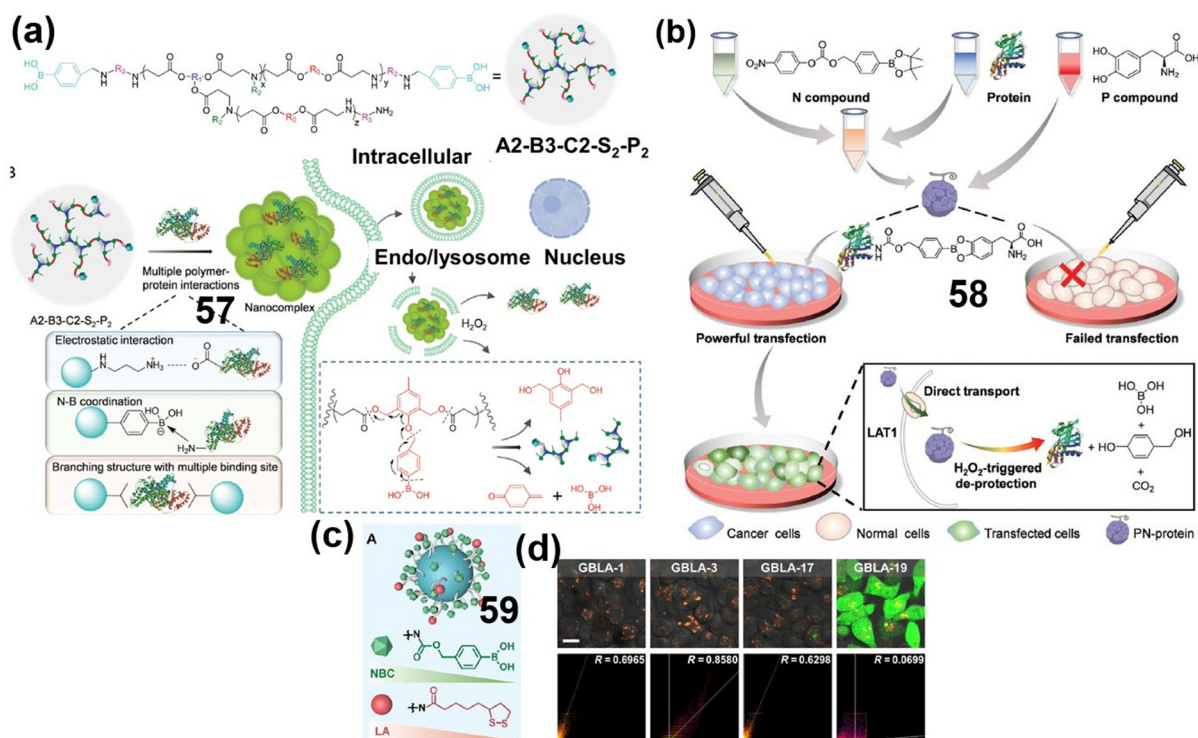 (a)
A2-B3-C2-S2-P2
Intracellular
Endo/lysosome
Nucleus
Multiple polymer-
protein interactions
57
Nanocomplex
A2-B3-C2-S2-P2
Electrostatic interaction
N-B coordination
Branching structure with multiple binding site
H2O2
(b)
N compound
Protein
P compound
58
Powerful transfection
Failed transfection
Direct transport
LAT1
H2O2-triggered
de-protection
CO2
Cancer cells
Normal cells
Transfected cells
PN-protein
(c)
A
59
NBC
LA
(d)
GBLA-1
GBLA-3
GBLA-17
GBLA-19
R = 0.6965
R = 0.8580
R = 0.6298
R = 0.0699